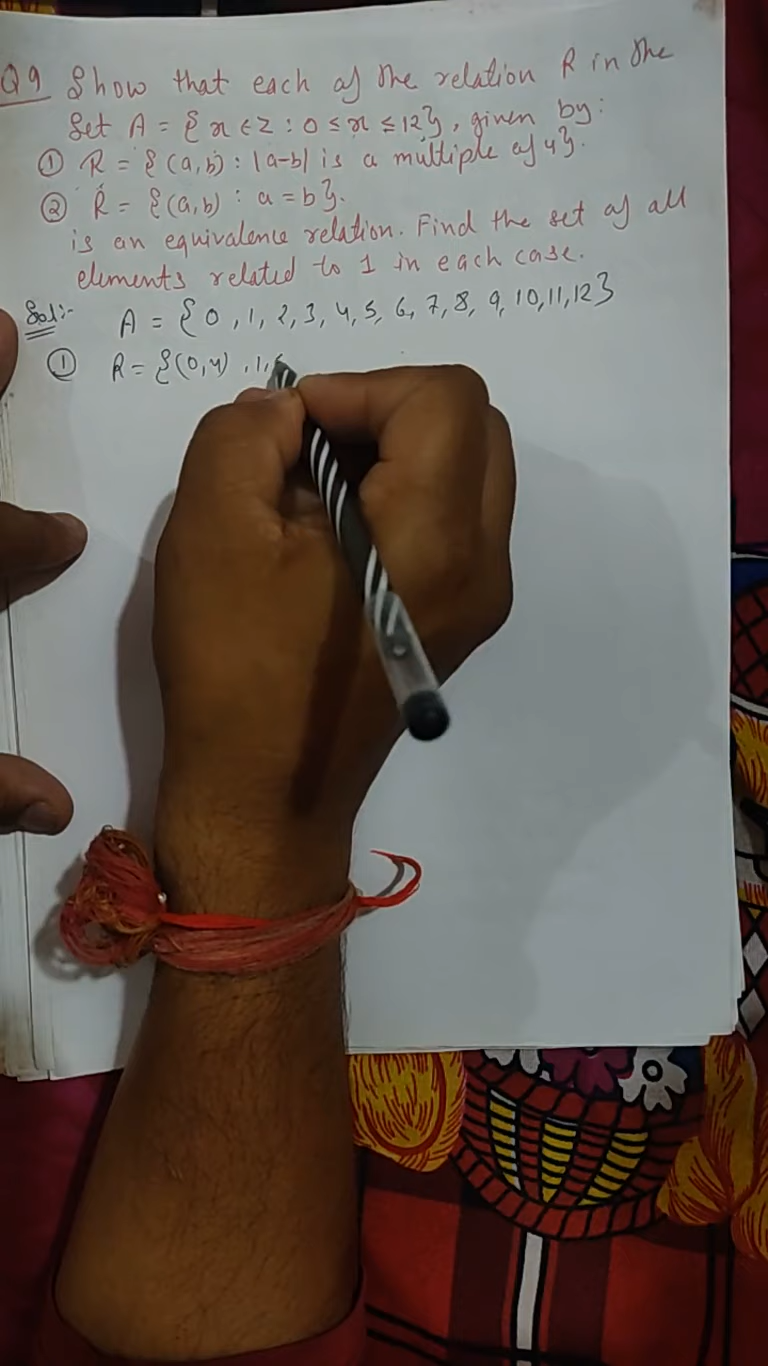 Q9 Show that each of the relation R in the
Set A = {x ∈ Z : 0 ≤ x ≤ 12}, given by:
① R = {(a,b) : |a-b| is a multiple of 4}.
② R = {(a,b) : a = b}.
is an equivalence relation. Find the set of all
elements related to 1 in each case.
Sol:- A = {0, 1, 2, 3, 4, 5, 6, 7, 8, 9, 10, 11, 12}
① R = {(0,4), 1,